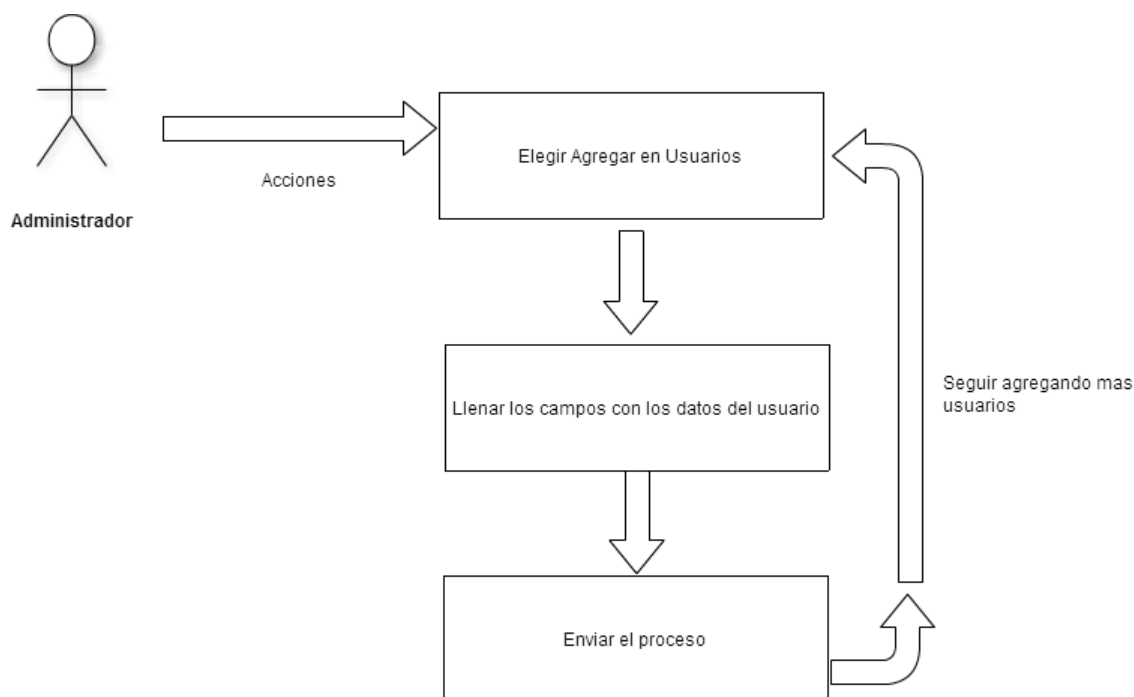 Elegir Agregar en Usuarios
Acciones
Administrador
Llenar los campos con los datos del usuario
Seguir agregando mas
usuarios
Enviar el proceso